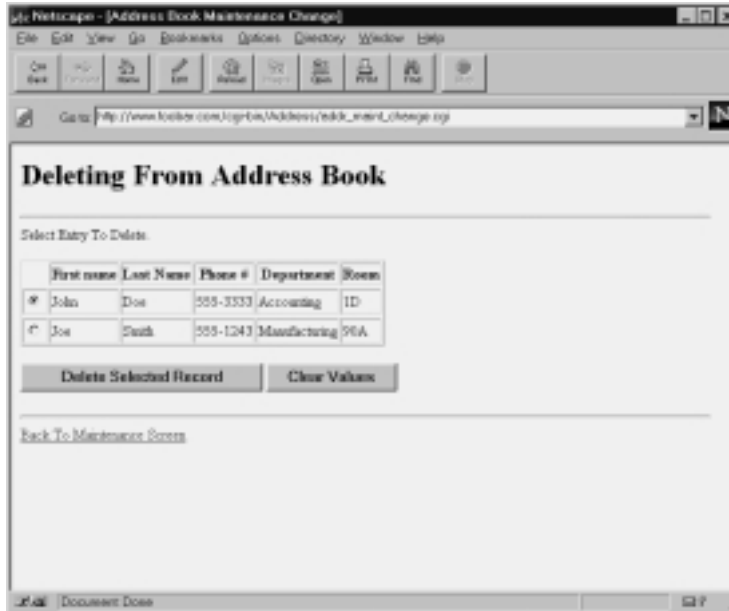 Netscape - [Address Book Maintenance Change]
File Edit View Go Bookmarks Options Directory Window Help
Back Forward Home Edit Reload Images Open Print Find Stop
Go to: http://www.foobar.com/cgi-bin/Address/addr_maint_change.cgi
N
Deleting From Address Book
Select Entry To Delete.
First name Last Name Phone # Department Room
John Doe 555-3333 Accounting 1D
Joe Smith 555-1243 Manufacturing 98A
Delete Selected Record Clear Values
Back To Maintenance Screen
Document Done